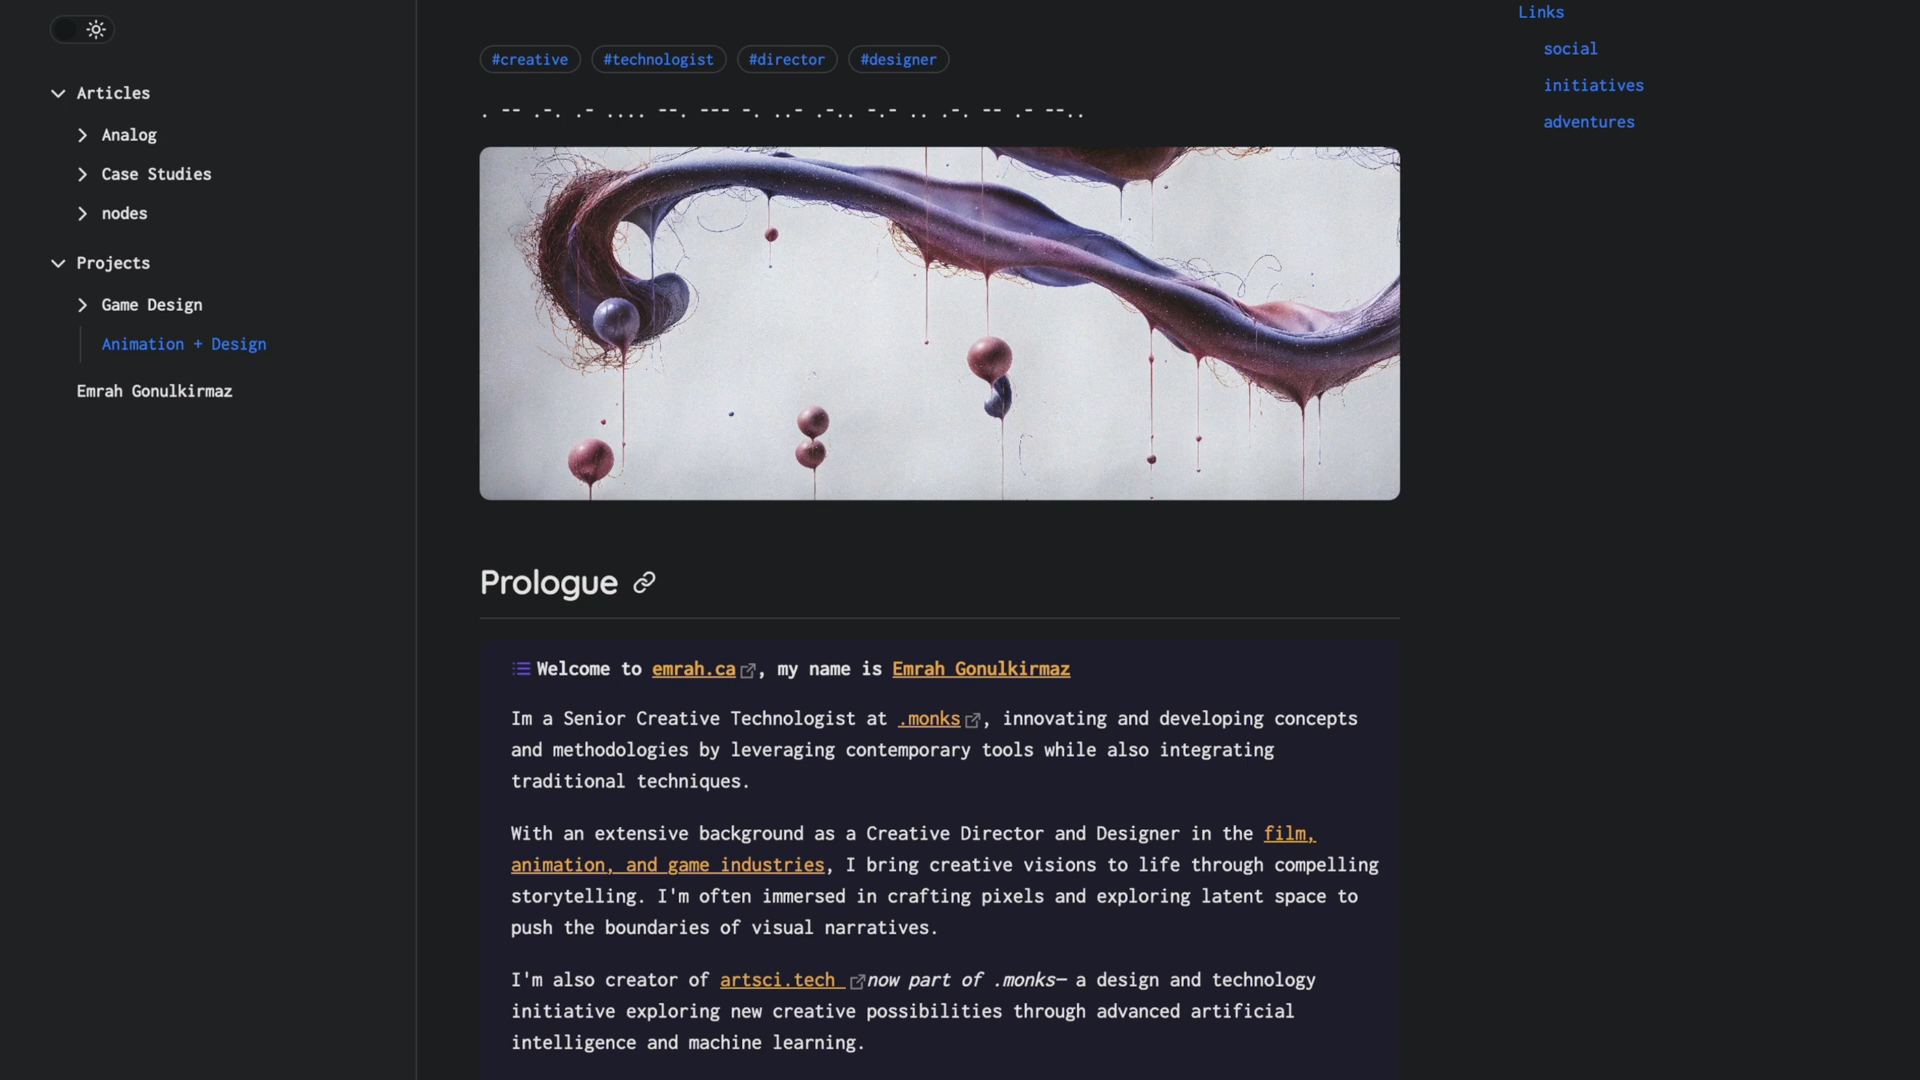 Articles
Analog
Case Studies
nodes
Projects
Game Design
Animation + Design
Emrah Gonulkirmaz
#creative #technologist #director #designer
. -- .-. .- .... --. --- -. ..- .-.. -.- .. .-. -- .- --..
Prologue
Welcome to emrah.ca, my name is Emrah Gonulkirmaz
Im a Senior Creative Technologist at .monks, innovating and developing concepts
and methodologies by leveraging contemporary tools while also integrating
traditional techniques.
With an extensive background as a Creative Director and Designer in the film,
animation, and game industries, I bring creative visions to life through compelling
storytelling. I'm often immersed in crafting pixels and exploring latent space to
push the boundaries of visual narratives.
I'm also creator of artsci.tech now part of .monks— a design and technology
initiative exploring new creative possibilities through advanced artificial
intelligence and machine learning.
Links
social
initiatives
adventures